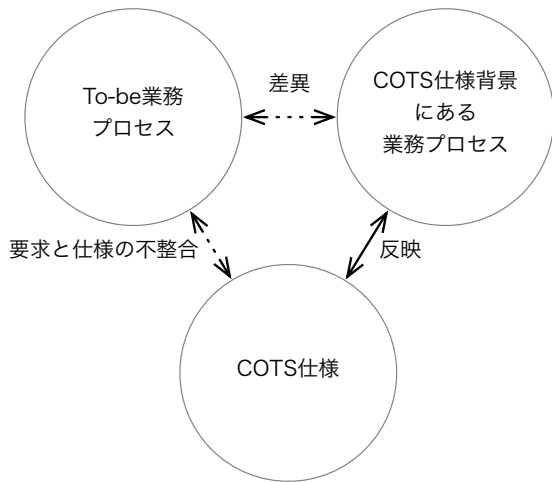 To-be業務
プロセス
差異
COTS仕様背景
にある
業務プロセス
要求と仕様の不整合
反映
COTS仕様